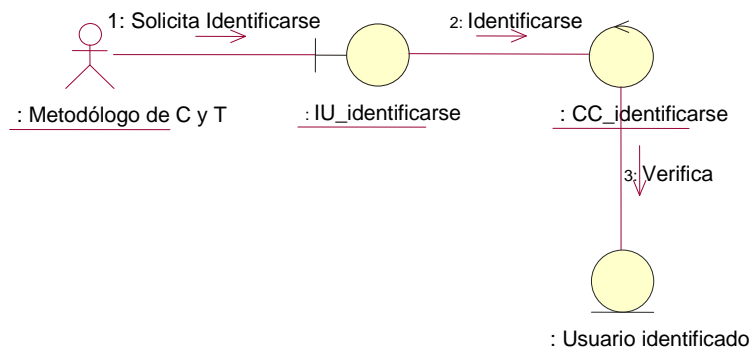 1: Solicita Identificarse
2: Identificarse
: Metodólogo de C y T
: IU_identificarse
: CC_identificarse
3: Verifica
: Usuario identificado